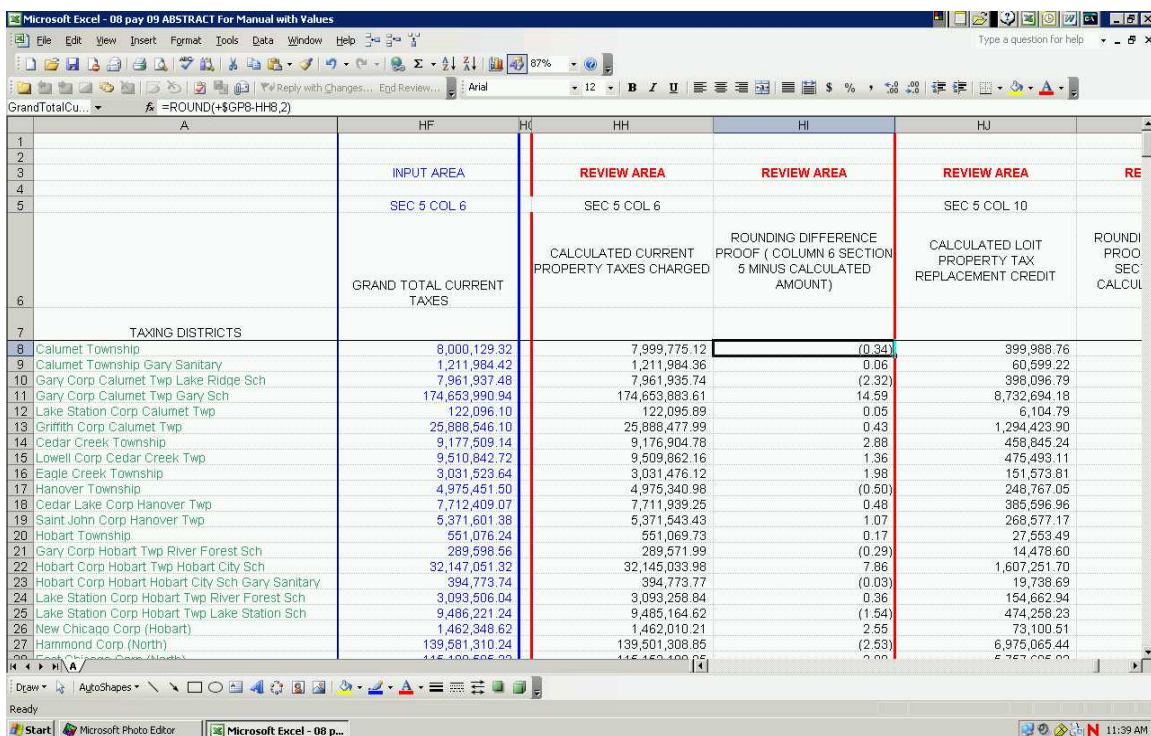 Microsoft Excel - 08 pay 09 ABSTRACT For Manual with Values
File Edit View Insert Format Tools Data Window Help Type a question for help
87%
Reply with Changes... End Review... Arial 12 B I U $ % ,
GrandTotalCu... fx =ROUND(+$GP8-HH8,2)
A HF HH HI HJ
1
2
3 INPUT AREA REVIEW AREA REVIEW AREA REVIEW AREA RE
4
5 SEC 5 COL 6 SEC 5 COL 6 SEC 5 COL 10
6 GRAND TOTAL CURRENT TAXES CALCULATED CURRENT PROPERTY TAXES CHARGED ROUNDING DIFFERENCE PROOF ( COLUMN 6 SECTION 5 MINUS CALCULATED AMOUNT) CALCULATED LOIT PROPERTY TAX REPLACEMENT CREDIT ROUNDI PROO SEC CALCUL
7 TAXING DISTRICTS
8 Calumet Township 8,000,129.32 7,999,775.12 (0.34) 399,988.76
9 Calumet Township Gary Sanitary 1,211,984.42 1,211,984.36 0.06 60,599.22
10 Gary Corp Calumet Twp Lake Ridge Sch 7,961,937.48 7,961,935.74 (2.32) 398,096.79
11 Gary Corp Calumet Twp Gary Sch 174,653,990.94 174,653,883.61 14.59 8,732,694.18
12 Lake Station Corp Calumet Twp 122,096.10 122,095.89 0.05 6,104.79
13 Griffith Corp Calumet Twp 25,888,546.10 25,888,477.99 0.43 1,294,423.90
14 Cedar Creek Township 9,177,509.14 9,176,904.78 2.88 458,845.24
15 Lowell Corp Cedar Creek Twp 9,510,842.72 9,509,862.16 1.36 475,493.11
16 Eagle Creek Township 3,031,523.64 3,031,476.12 1.98 151,573.81
17 Hanover Township 4,975,451.50 4,975,340.98 (0.50) 248,767.05
18 Cedar Lake Corp Hanover Twp 7,712,409.07 7,711,939.25 0.48 385,596.96
19 Saint John Corp Hanover Twp 5,371,601.38 5,371,543.43 1.07 268,577.17
20 Hobart Township 551,076.24 551,069.73 0.17 27,553.49
21 Gary Corp Hobart Twp River Forest Sch 289,598.56 289,571.99 (0.29) 14,478.60
22 Hobart Corp Hobart Twp Hobart City Sch 32,147,051.32 32,145,033.98 7.86 1,607,251.70
23 Hobart Corp Hobart Hobart City Sch Gary Sanitary 394,773.74 394,773.77 (0.03) 19,738.69
24 Lake Station Corp Hobart Twp River Forest Sch 3,093,506.04 3,093,258.84 0.36 154,662.94
25 Lake Station Corp Hobart Twp Lake Station Sch 9,486,221.24 9,485,164.62 (1.54) 474,258.23
26 New Chicago Corp (Hobart) 1,462,348.62 1,462,010.21 2.55 73,100.51
27 Hammond Corp (North) 139,581,310.24 139,501,308.85 (2.53) 6,975,065.44
A
Draw AutoShapes
Ready
Start Microsoft Photo Editor Microsoft Excel - 08 p... 11:39 AM